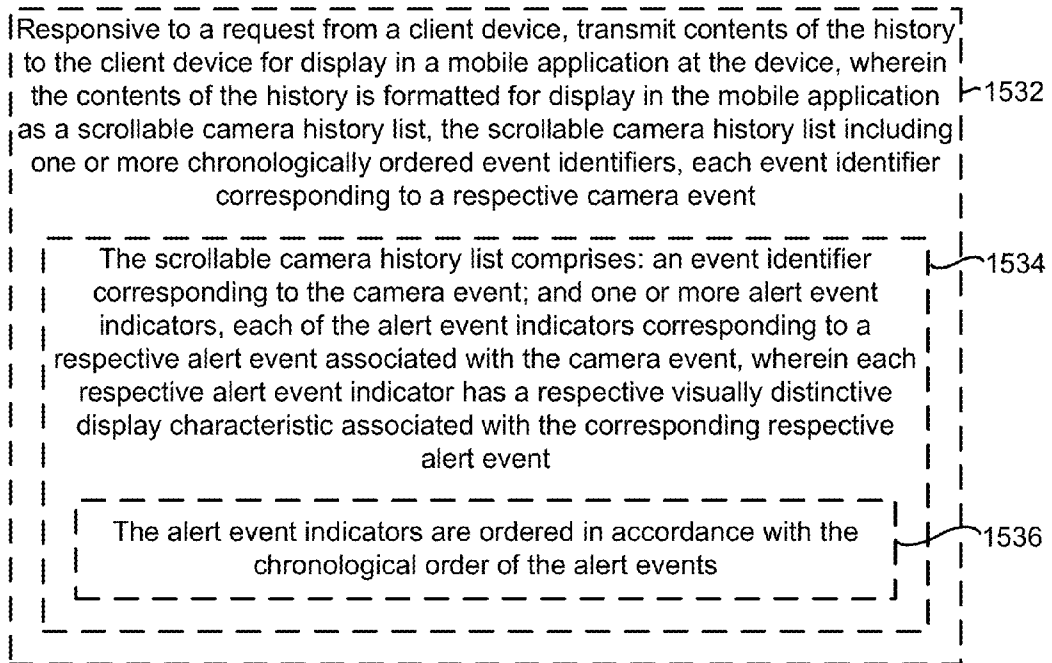 Responsive to a request from a client device, transmit contents of the history
to the client device for display in a mobile application at the device, wherein
the contents of the history is formatted for display in the mobile application
1532
as a scrollable camera history list, the scrollable camera history list including
one or more chronologically ordered event identifiers, each event identifier
corresponding to a respective camera event
The scrollable camera history list comprises: an event identifier
1534
corresponding to the camera event; and one or more alert event
indicators, each of the alert event indicators corresponding to a
respective alert event associated with the camera event, wherein each
respective alert event indicator has a respective visually distinctive
display characteristic associated with the corresponding respective
alert event
The alert event indicators are ordered in accordance with the
1536
chronological order of the alert events